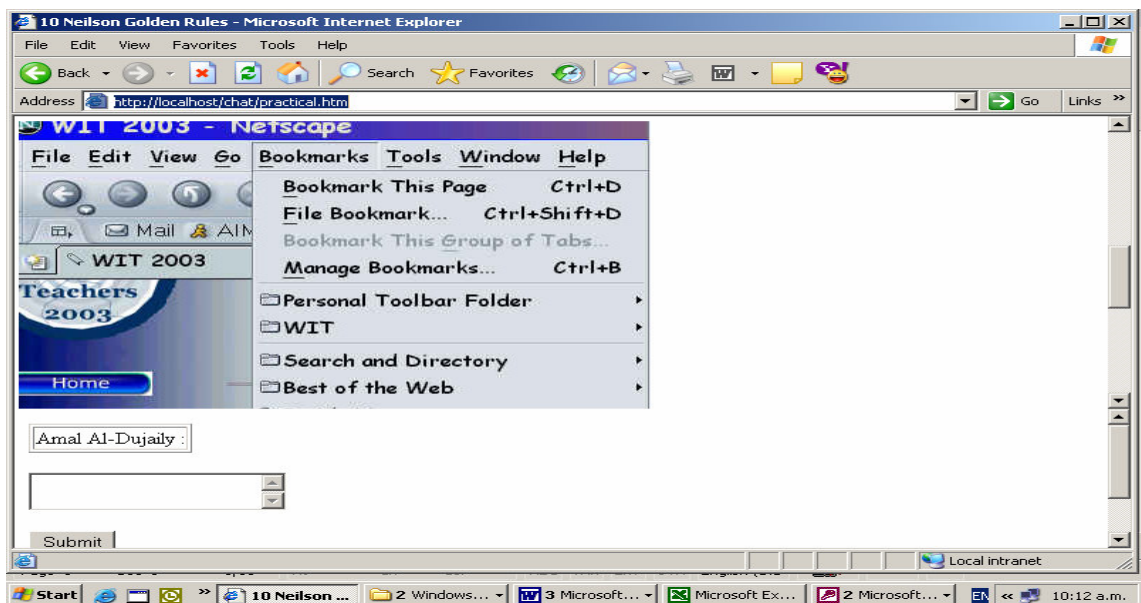 10 Neilson Golden Rules - Microsoft Internet Explorer
File Edit View Favorites Tools Help
Back Search Favorites
Address http://localhost/chat/practical.htm Go Links »
WIT 2003 - Netscape
File Edit View Go Bookmarks Tools Window Help
Bookmark This Page Ctrl+D
File Bookmark... Ctrl+Shift+D
Mail AIM
Bookmark This Group of Tabs...
WIT 2003
Manage Bookmarks... Ctrl+B
Teachers
2003
Personal Toolbar Folder
WIT
Search and Directory
Home
Best of the Web
Amal Al-Dujaily :
Submit
Local intranet
Start » 10 Neilson ... 2 Windows... 3 Microsoft... Microsoft Ex... 2 Microsoft... EN « 10:12 a.m.